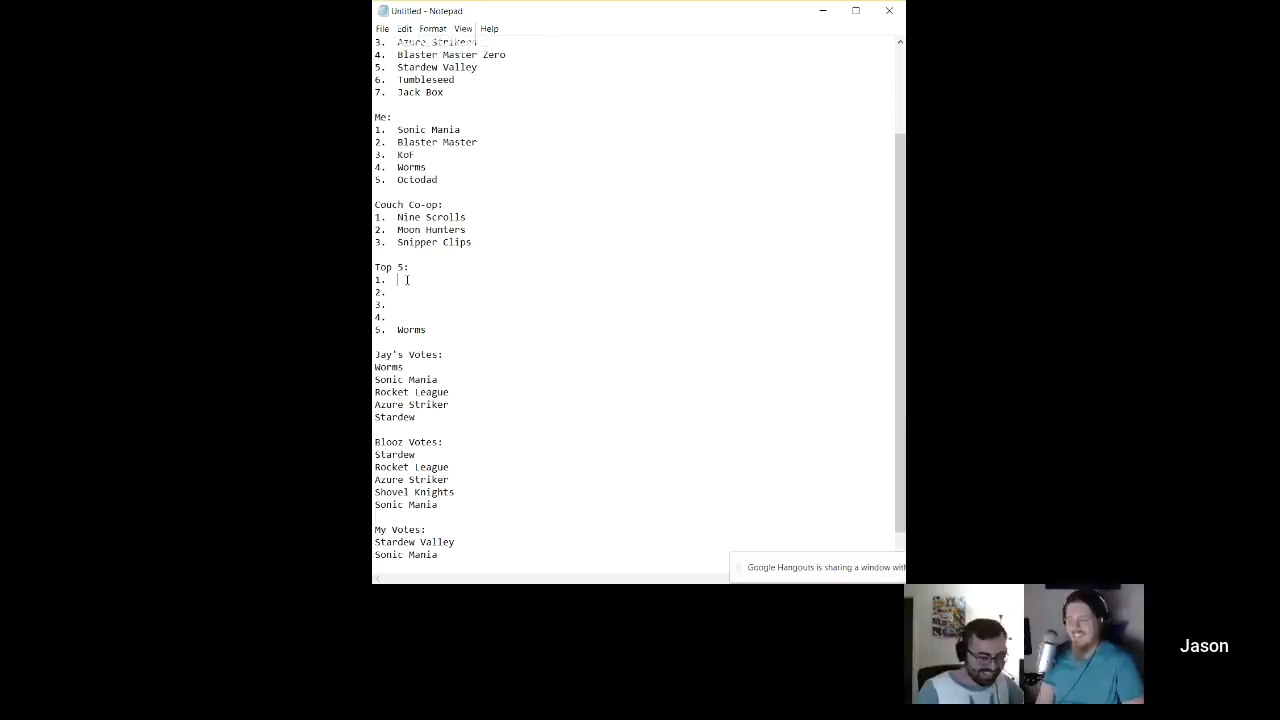 Untitled - Notepad
File Edit Format View Help
3. Azure Strikers
4. Blaster Master Zero
5. Stardew Valley
6. Tumbleseed
7. Jack Box
Me:
1. Sonic Mania
2. Blaster Master
3. KoF
4. Worms
5. Octodad
Couch Co-op:
1. Nine Scrolls
2. Moon Hunters
3. Snipper Clips
Top 5:
1.
2.
3.
4.
5. Worms
Jay's Votes:
Worms
Sonic Mania
Rocket League
Azure Striker
Stardew
Blooz Votes:
Stardew
Rocket League
Azure Striker
Shovel Knights
Sonic Mania
My Votes:
Stardew Valley
Sonic Mania
Google Hangouts is sharing a window with
Jason